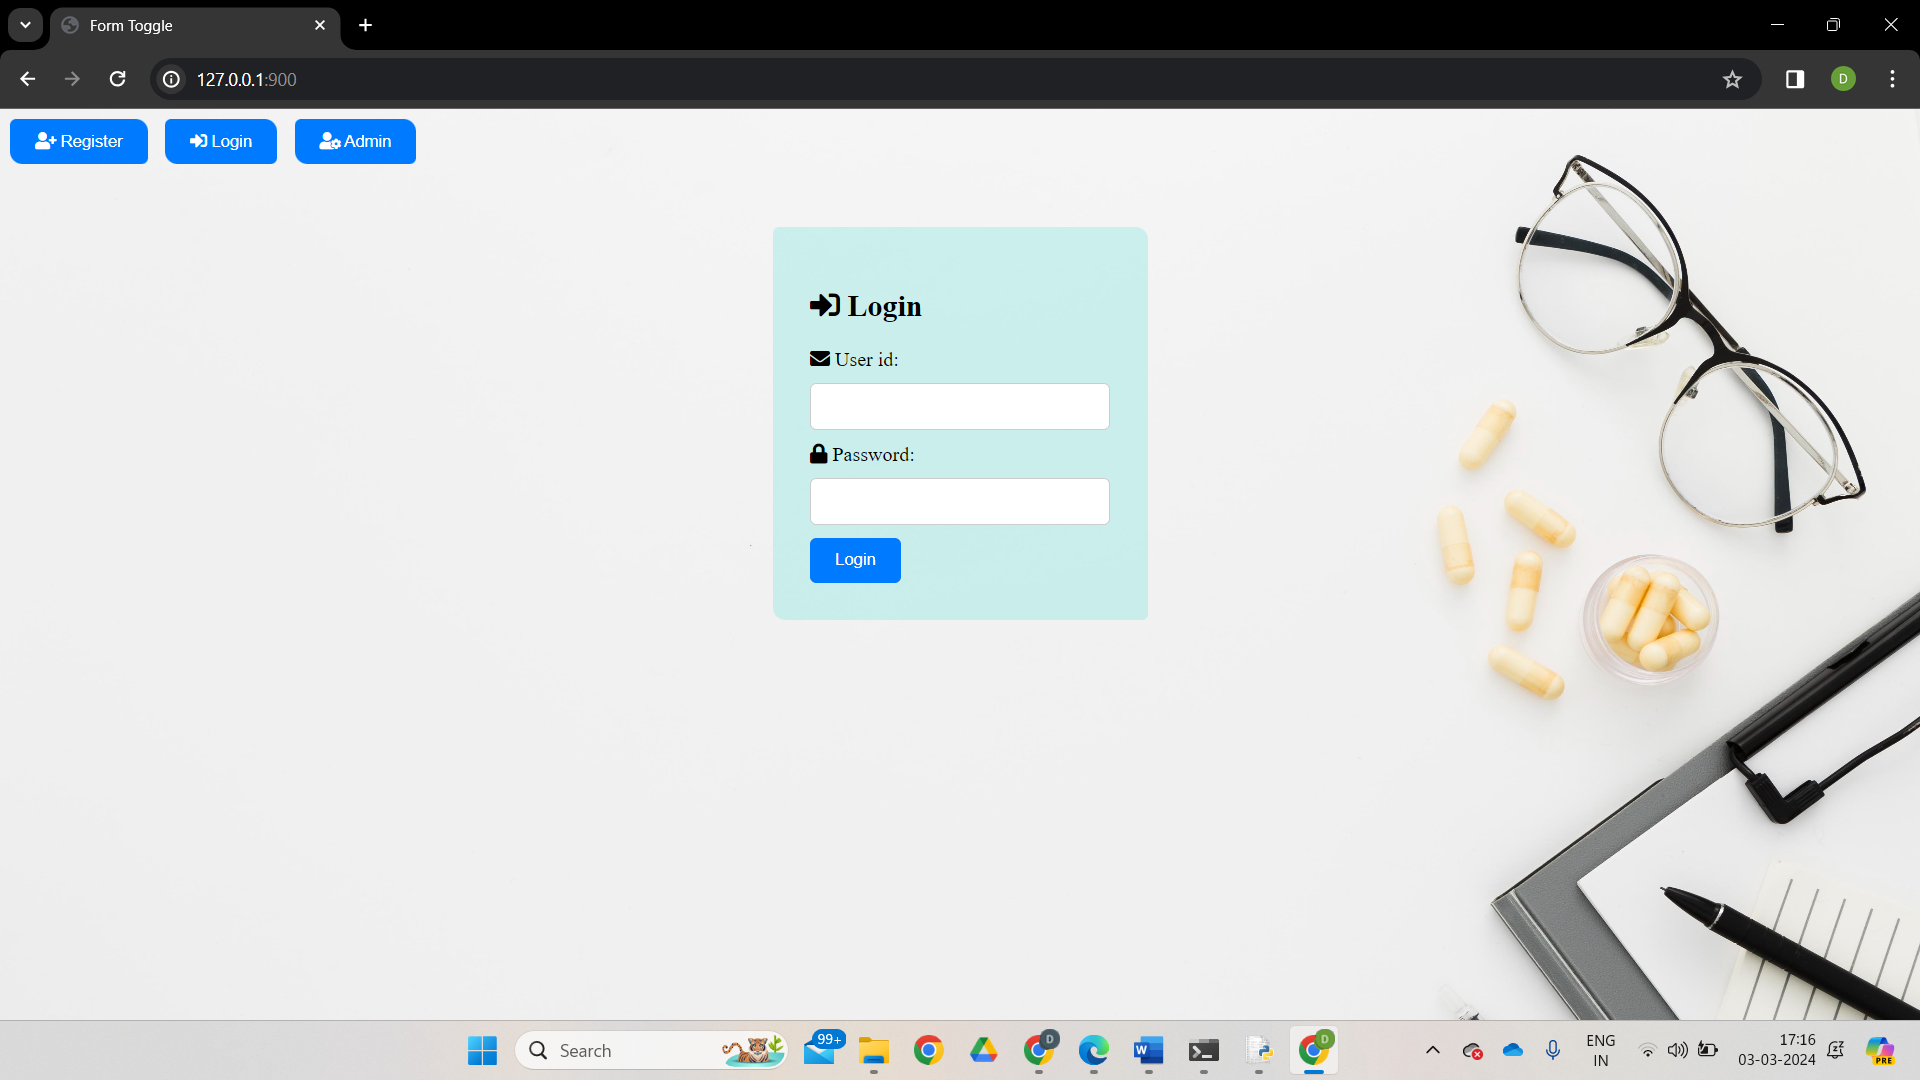 Form Toggle
127.0.0.1:900
D
Register
Login
Admin
Login
User id:
Password:
Login
Search
99+
D
W
D
ENG
IN
17:16
03-03-2024
PRE